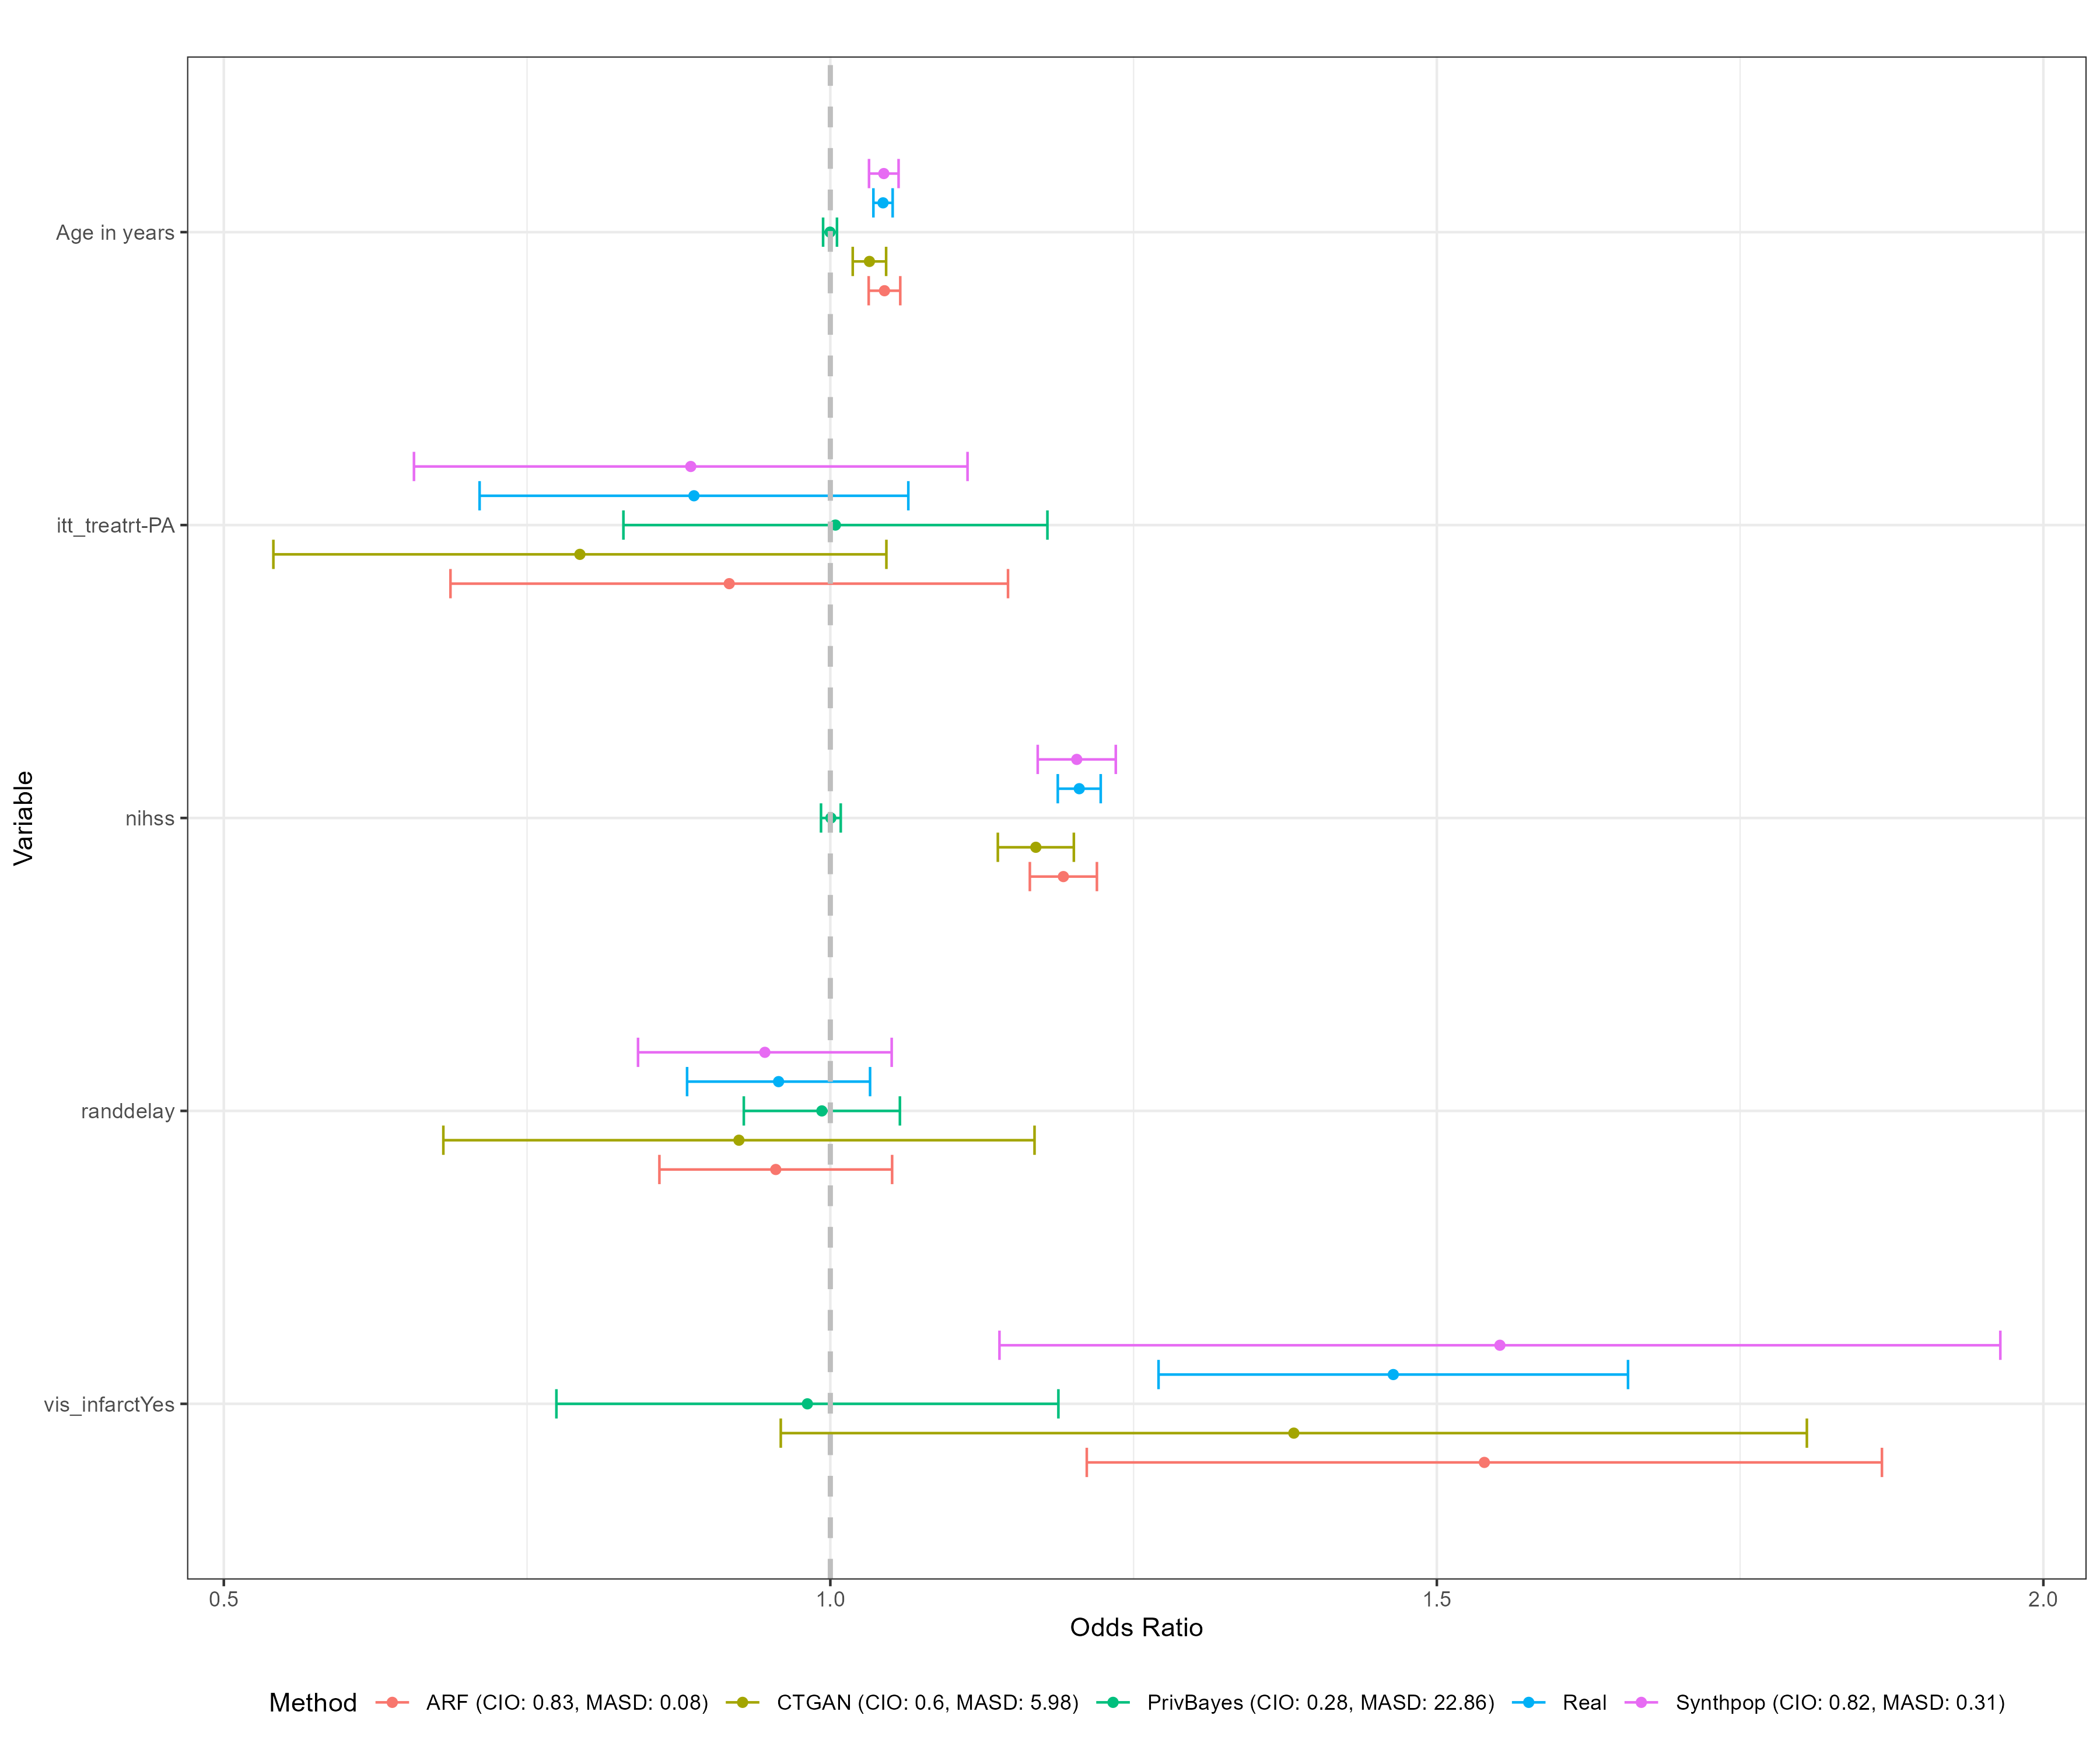 Variable
Age in years
itt_treatrt-PA
nihss
randdelay
vis_infarctYes
0.5 1.0 1.5 2.0
Odds Ratio
Method ARF (CIO: 0.83, MASD: 0.08) CTGAN (CIO: 0.6, MASD: 5.98) PrivBayes (CIO: 0.28, MASD: 22.86) Real Synthpop (CIO: 0.82, MASD: 0.31)